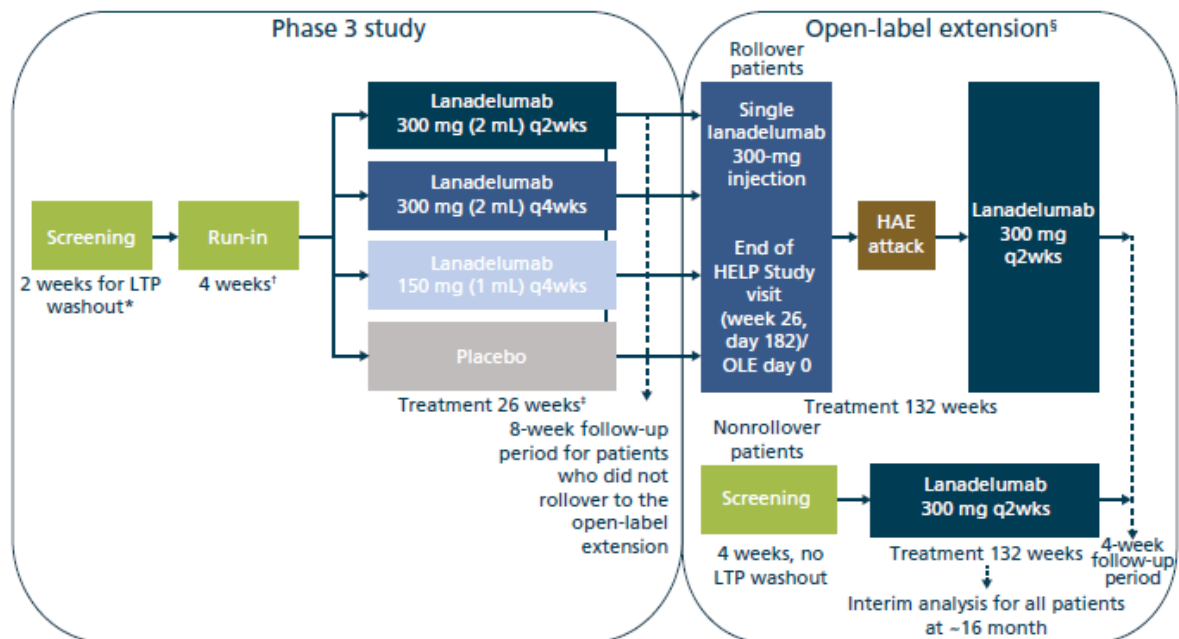 Phase 3 study
Open-label extension§
Lanadelumab
300 mg (2 mL) q2wks
Lanadelumab
300 mg (2 mL) q4wks
Lanadelumab
150 mg (1 mL) q4wks
Placebo
Screening
2 weeks for LTP
washout*
Run-in
4 weeks†
Treatment 26 weeks‡
8-week follow-up
period for patients
who did not
rollover to the
open-label
extension
Rollover
patients
Single
lanadelumab
300-mg
injection
End of
HELP Study
visit
(week 26,
day 182)/
OLE day 0
HAE
attack
Lanadelumab
300 mg
q2wks
Treatment 132 weeks
Nonrollover
patients
Screening
4 weeks, no
LTP washout
Lanadelumab
300 mg q2wks
Treatment 132 weeks
4-week
follow-up
period
Interim analysis for all patients
at ~16 month